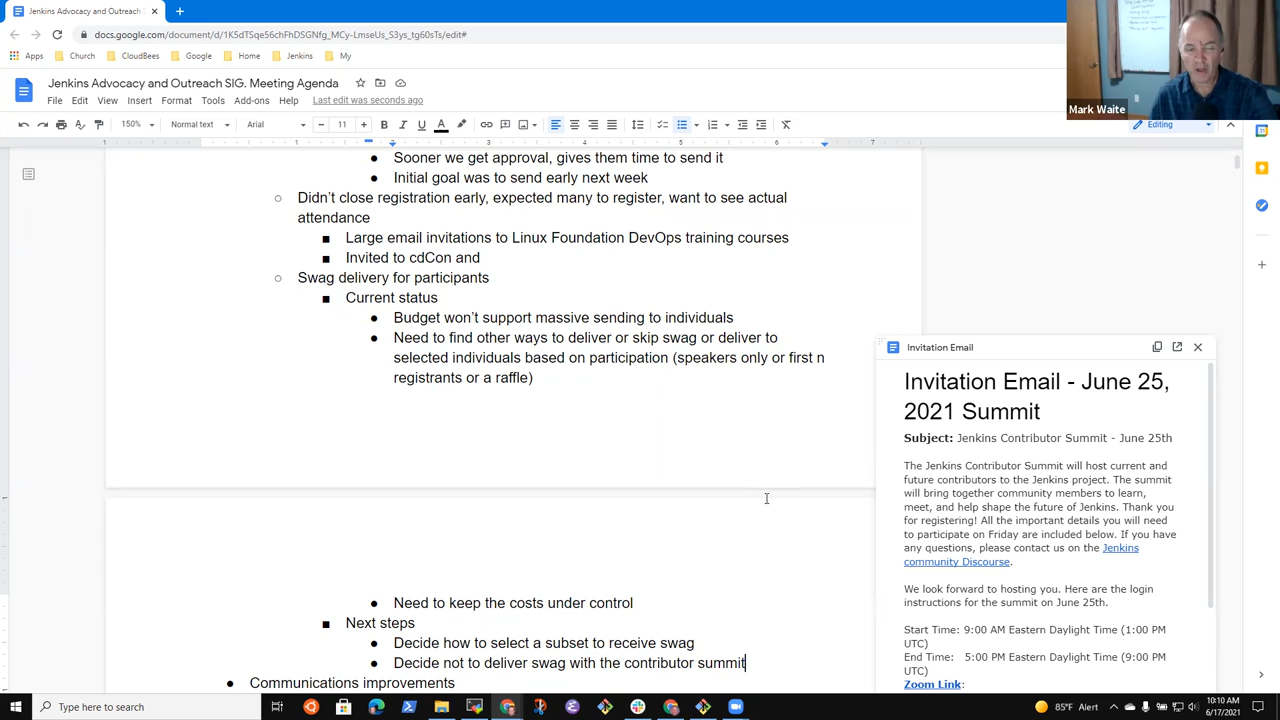 Jenkins Advocacy and Outreach S
docs.google.com/document/d/
Apps Church CloudBees Google Home Jenkins My
Jenkins Advocacy and Outreach SIG. Meeting Agenda
File Edit View Insert Format Tools Add-ons Help Last edit was seconds ago
150% Normal text Arial 11 Editing
1 3 4 5 6 7
Mark Waite
● Sooner we get approval, gives them time to send it
● Initial goal was to send early next week
○ Didn’t close registration early, expected many to register, want to see actual
attendance
■ Large email invitations to Linux Foundation DevOps training courses
■ Invited to cdCon and
○ Swag delivery for participants
■ Current status
● Budget won’t support massive sending to individuals
● Need to find other ways to deliver or skip swag or deliver to
selected individuals based on participation (speakers only or first n
registrants or a raffle)
● Need to keep the costs under control
■ Next steps
● Decide how to select a subset to receive swag
● Decide not to deliver swag with the contributor summit
● Communications improvements
Invitation Email
Invitation Email - June 25,
2021 Summit
Subject: Jenkins Contributor Summit - June 25th
The Jenkins Contributor Summit will host current and
future contributors to the Jenkins project. The summit
will bring together community members to learn,
meet, and help shape the future of Jenkins. Thank you
for registering! All the important details you will need
to participate on Friday are included below. If you have
any questions, please contact us on the Jenkins
community Discourse.
We look forward to hosting you. Here are the login
instructions for the summit on June 25th.
Start Time: 9:00 AM Eastern Daylight Time (1:00 PM
UTC)
End Time: 5:00 PM Eastern Daylight Time (9:00 PM
UTC)
Zoom Link:
Type here to search
85°F Alert
10:10 AM
6/17/2021